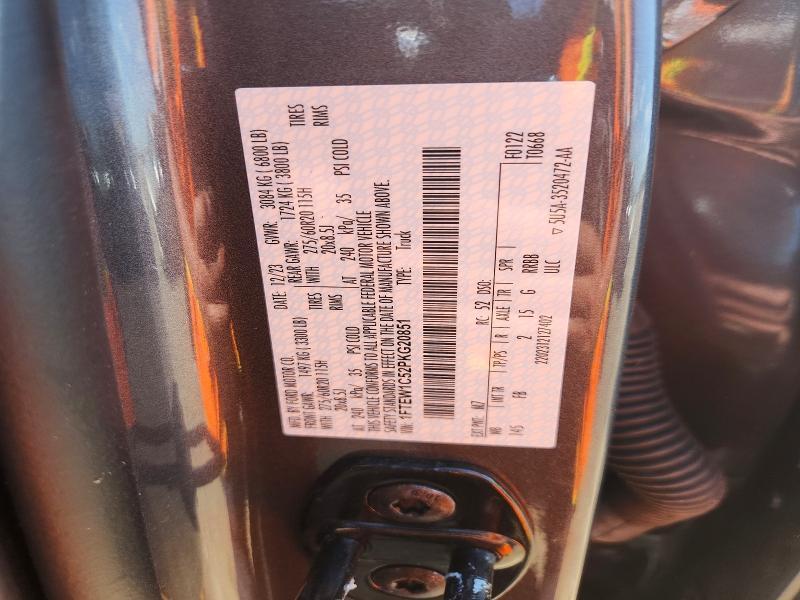 MFD. BY FORD MOTOR CO.
DATE: 12/23 GVWR: 3084 KG ( 6800 LB)
FRONT GAWR: 1497 KG ( 3300 LB) REAR GAWR: 1724 KG ( 3800 LB)
WITH 275/60R20 115H TIRES WITH 275/60R20 115H TIRES
20x8.5J RIMS 20x8.5J RIMS
AT 240 kPa/ 35 PSI COLD AT 240 kPa/ 35 PSI COLD
THIS VEHICLE CONFORMS TO ALL APPLICABLE FEDERAL MOTOR VEHICLE
SAFETY STANDARDS IN EFFECT ON THE DATE OF MANUFACTURE SHOWN ABOVE.
VIN: 1FTEW1C52PKG20851 TYPE: Truck
EXT PNT: M7 RC: 52 DSO: F0122
WB INT TR TP/PS R AXLE TR SPR T0668
145 FB 2 15 G RRBB
ULC
▽ 5U5A-3520472-AA